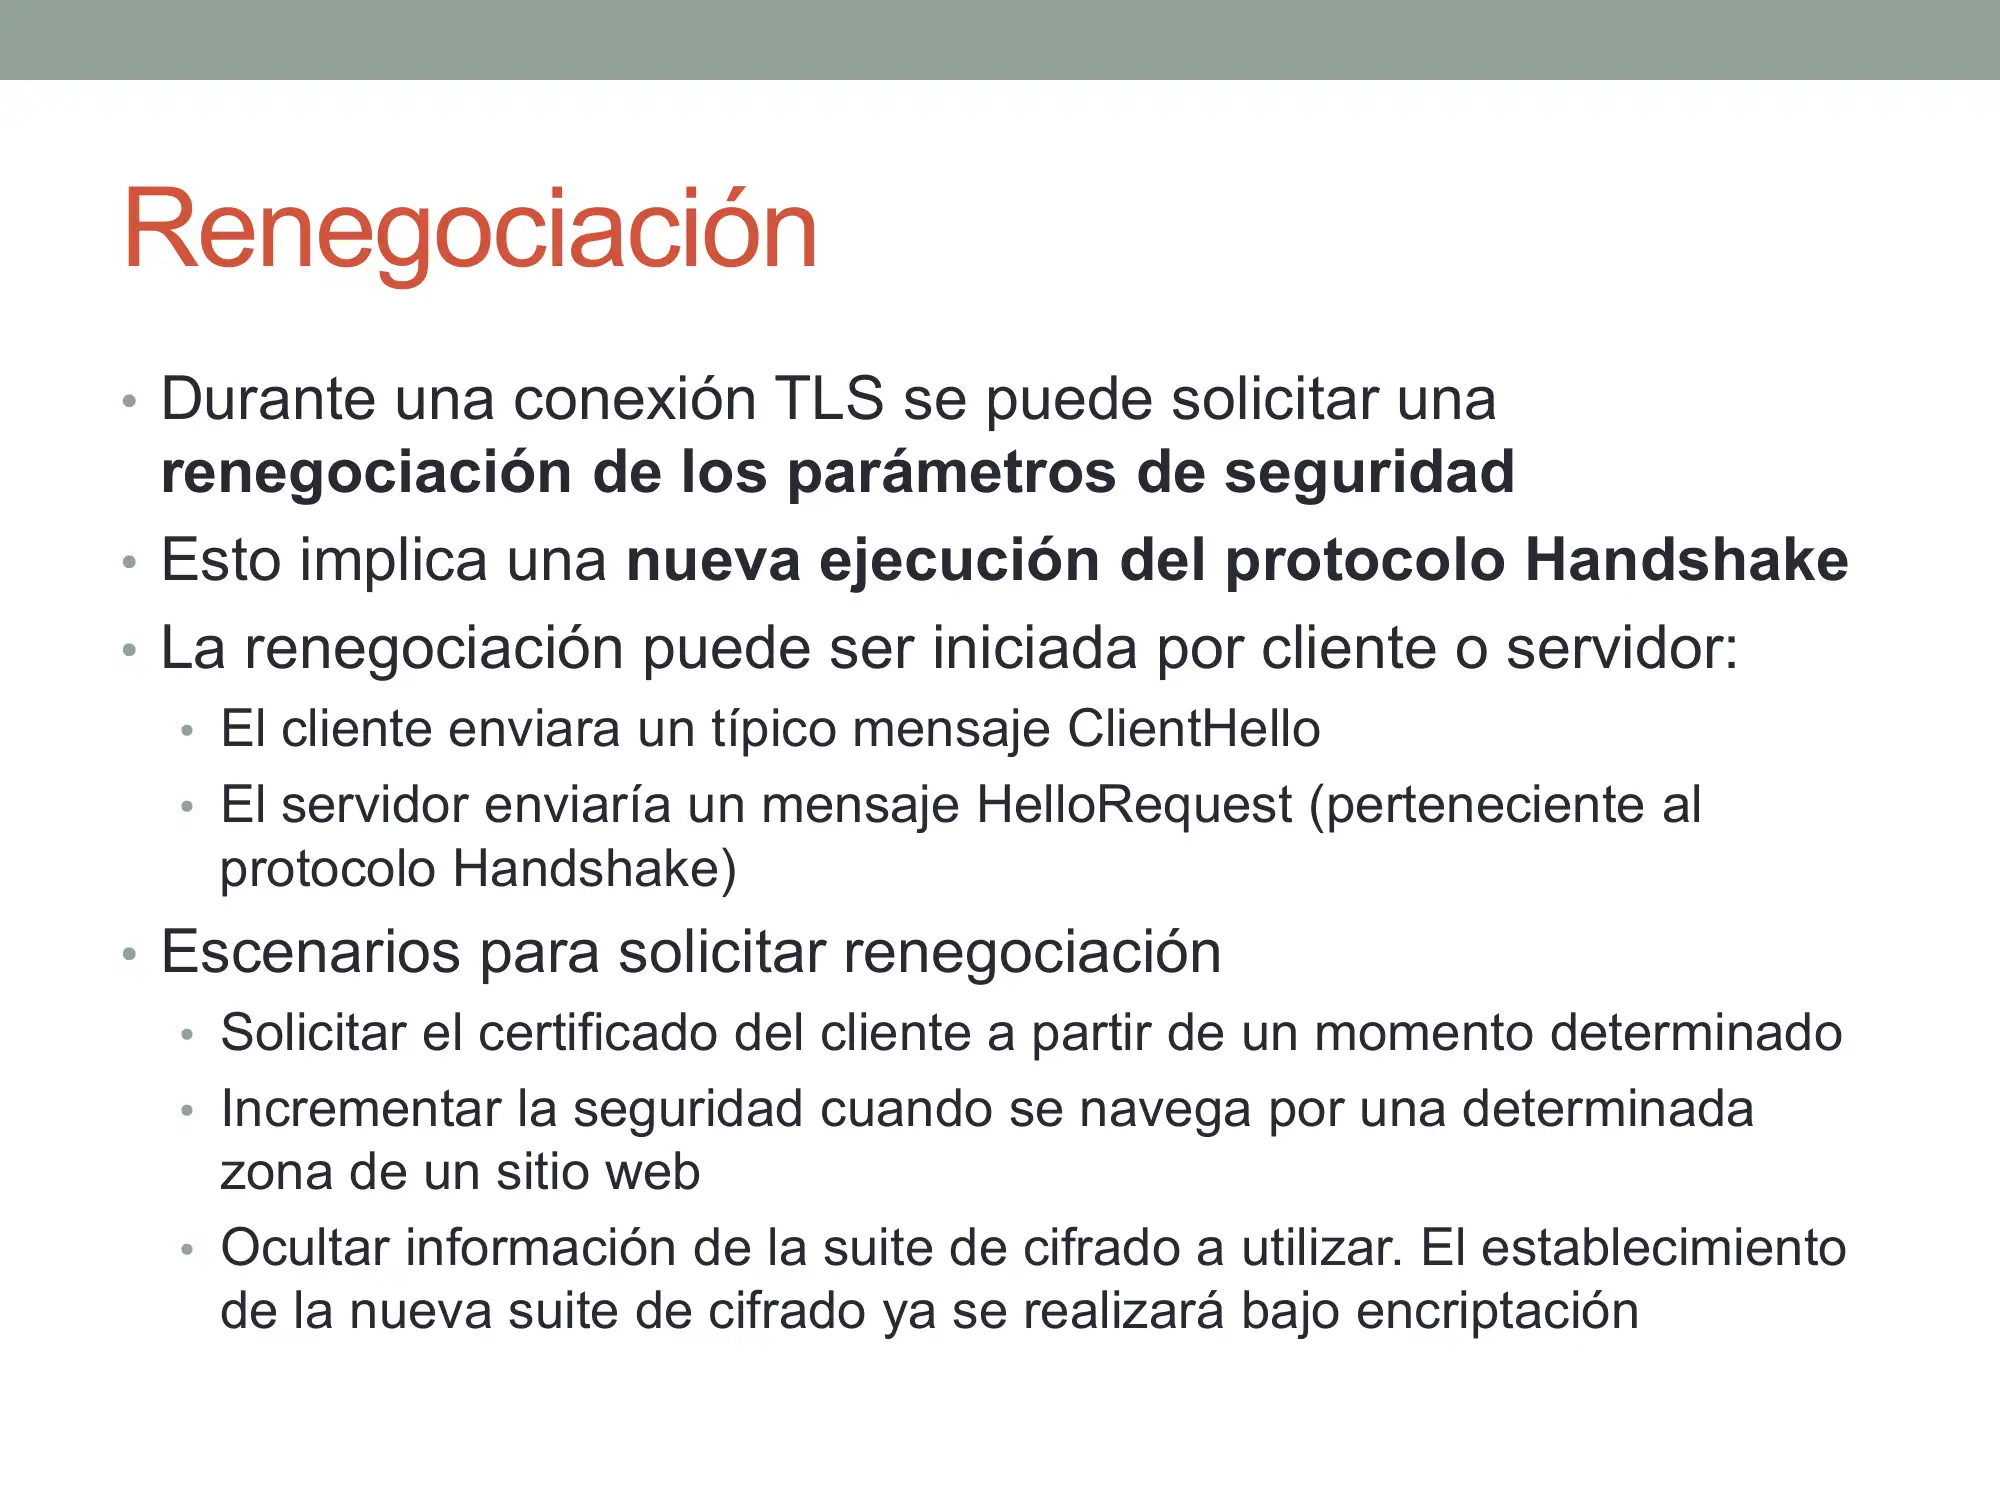 Renegociación
• Durante una conexión TLS se puede solicitar una
renegociación de los parámetros de seguridad
• Esto implica una nueva ejecución del protocolo Handshake
• La renegociación puede ser iniciada por cliente o servidor:
• El cliente enviara un típico mensaje ClientHello
• El servidor enviaría un mensaje HelloRequest (perteneciente al
protocolo Handshake)
• Escenarios para solicitar renegociación
• Solicitar el certificado del cliente a partir de un momento determinado
• Incrementar la seguridad cuando se navega por una determinada
zona de un sitio web
• Ocultar información de la suite de cifrado a utilizar. El establecimiento
de la nueva suite de cifrado ya se realizará bajo encriptación